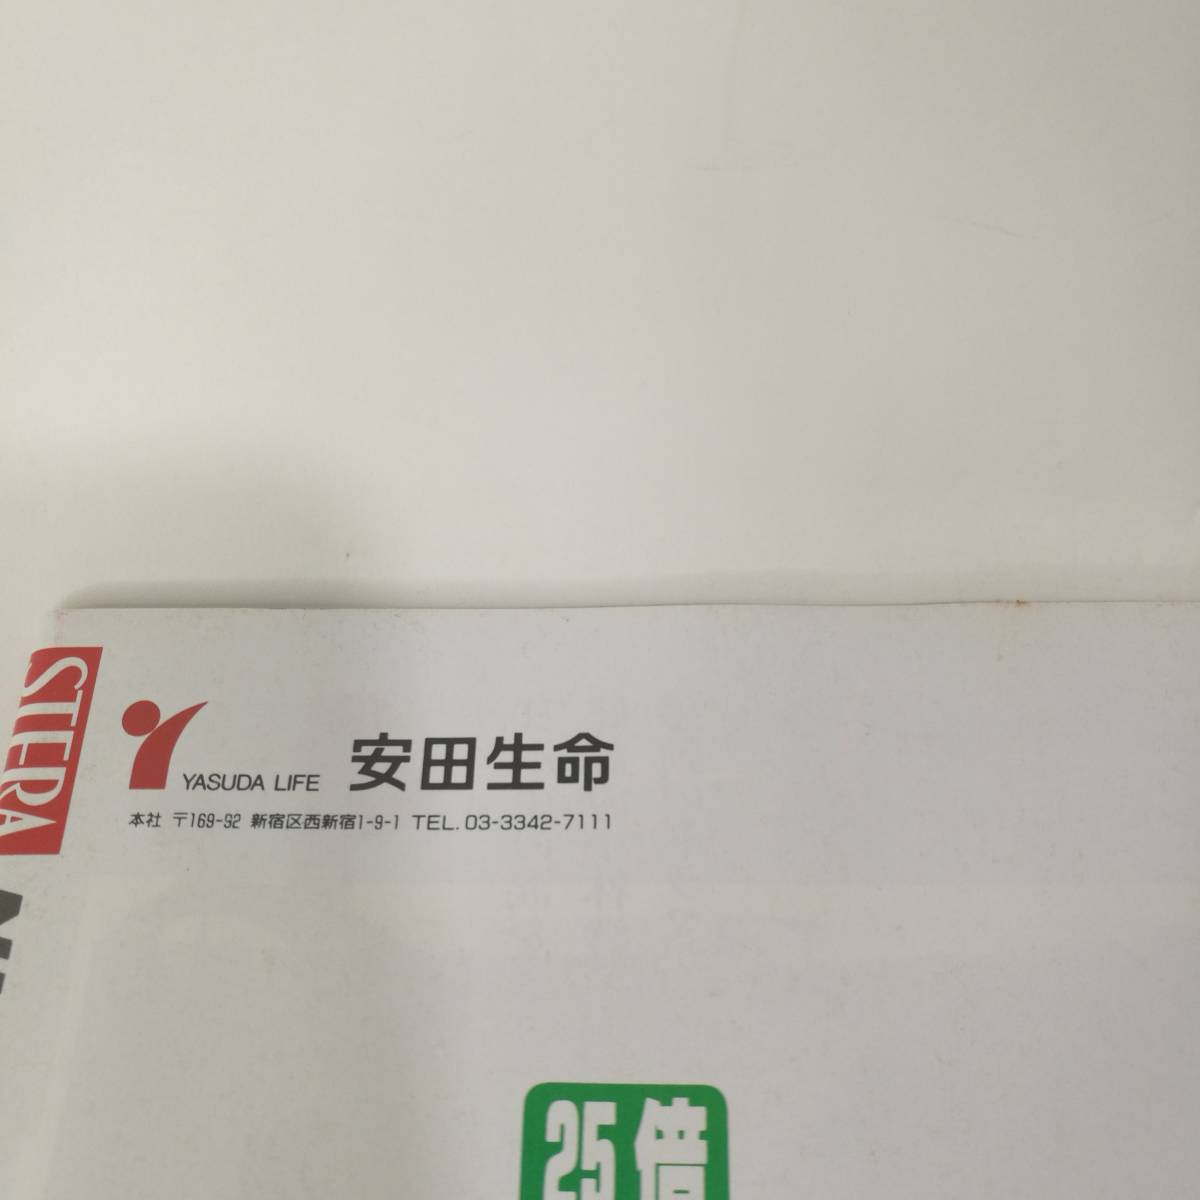 STERA
YASUDA LIFE 安田生命
本社 〒169-92 新宿区西新宿1-9-1 TEL. 03-3342-7111
25倍